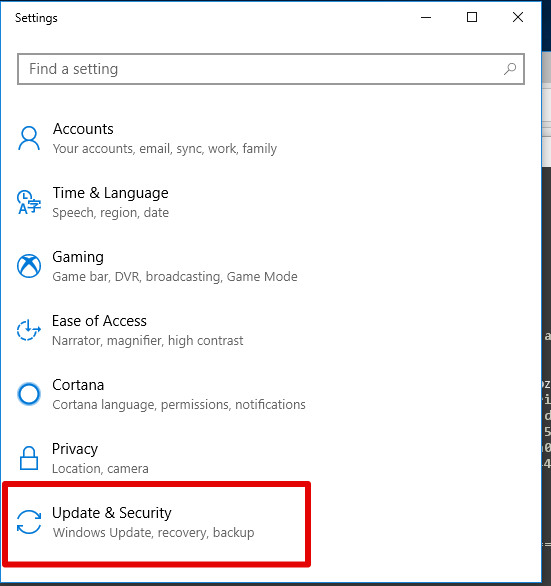 Settings
Find a setting
Accounts
Your accounts, email, sync, work, family
Time & Language
Speech, region, date
Gaming
Game bar, DVR, broadcasting, Game Mode
Ease of Access
Narrator, magnifier, high contrast
Cortana
Cortana language, permissions, notifications
Privacy
Location, camera
Update & Security
Windows Update, recovery, backup